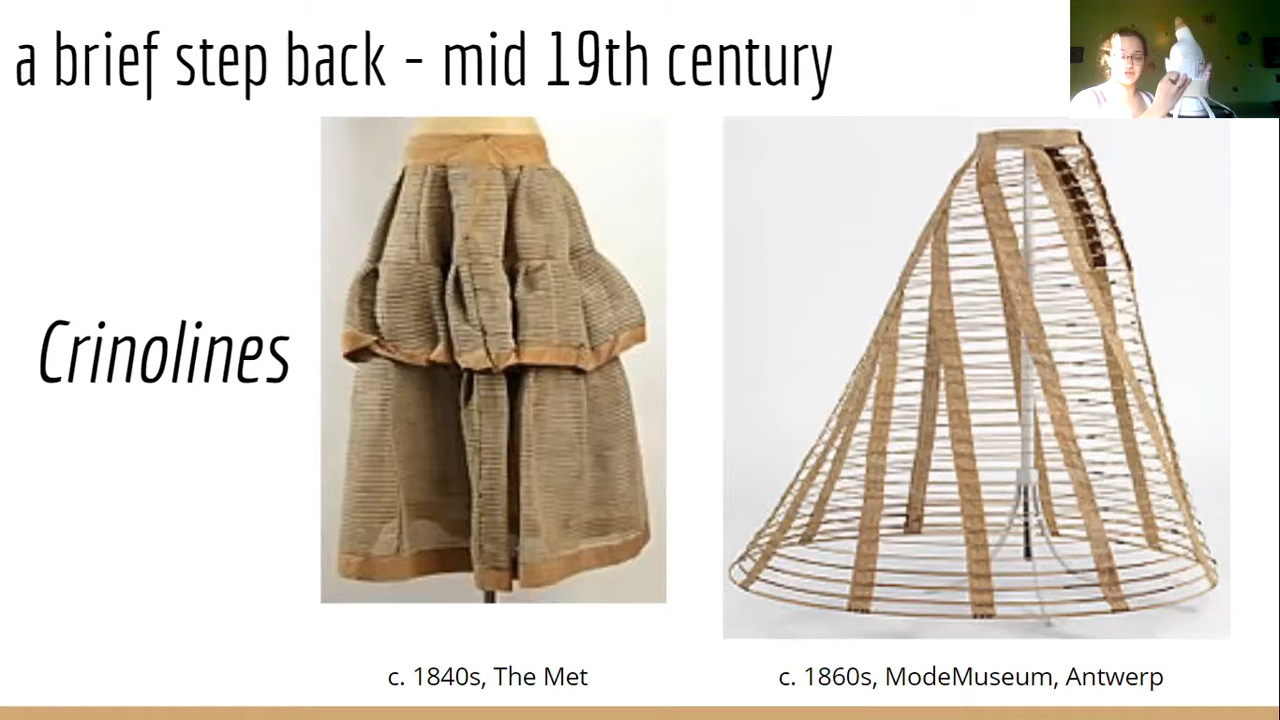 a brief step back - mid 19th century
Crinolines
c. 1840s, The Met
c. 1860s, ModeMuseum, Antwerp